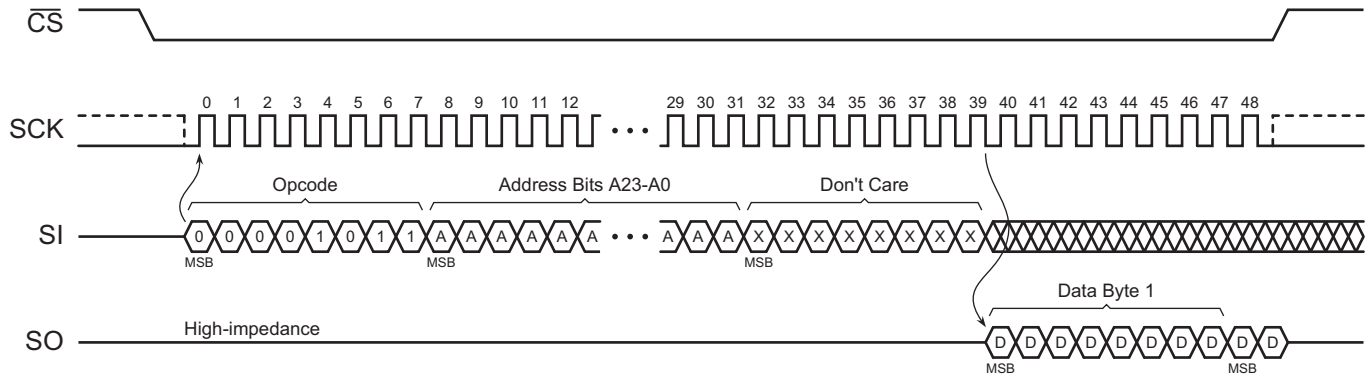 CS
0 1 2 3 4 5 6 7 8 9 10 11 12 29 30 31 32 33 34 35 36 37 38 39 40 41 42 43 44 45 46 47 48
SCK • • •
Opcode Address Bits A23-A0 Don't Care
SI 0 0 0 0 1 0 1 1 A A A A A A • • • A A A X X X X X X X X
MSB MSB MSB
Data Byte 1
High-impedance
SO D D D D D D D D D D
MSB MSB